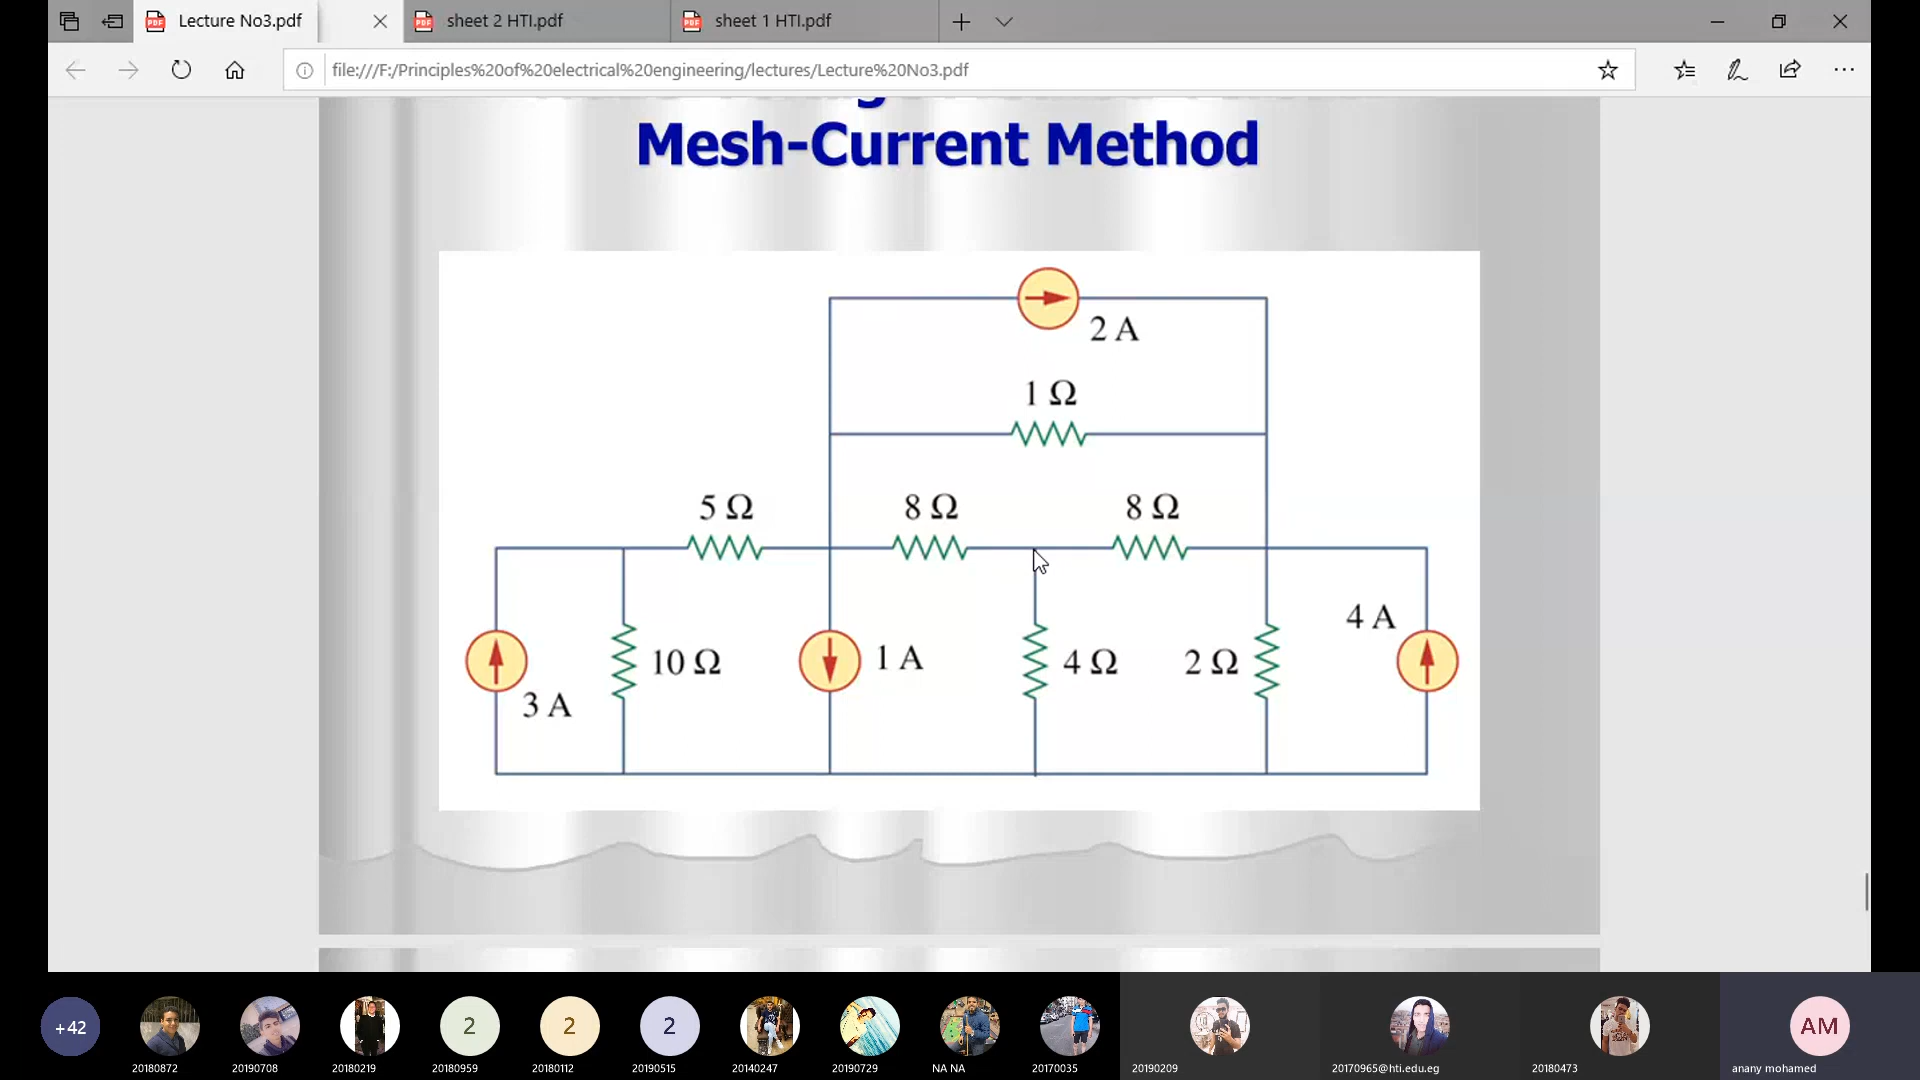 Lecture No3.pdf
sheet 2 HTI.pdf
sheet 1 HTI.pdf
file:///F:/Principles%20of%20electrical%20engineering/lectures/Lecture%20No3.pdf
Mesh-Current Method
2 A
1 Ω
5 Ω
8 Ω
8 Ω
4 A
10 Ω
1 A
4 Ω
2 Ω
3 A
+42
2
2
2
AM
20180872
20190708
20180219
20180959
20180112
20190515
20140247
20190729
NA NA
20170035
20190209
20170965@hti.edu.eg
20180473
anany mohamed